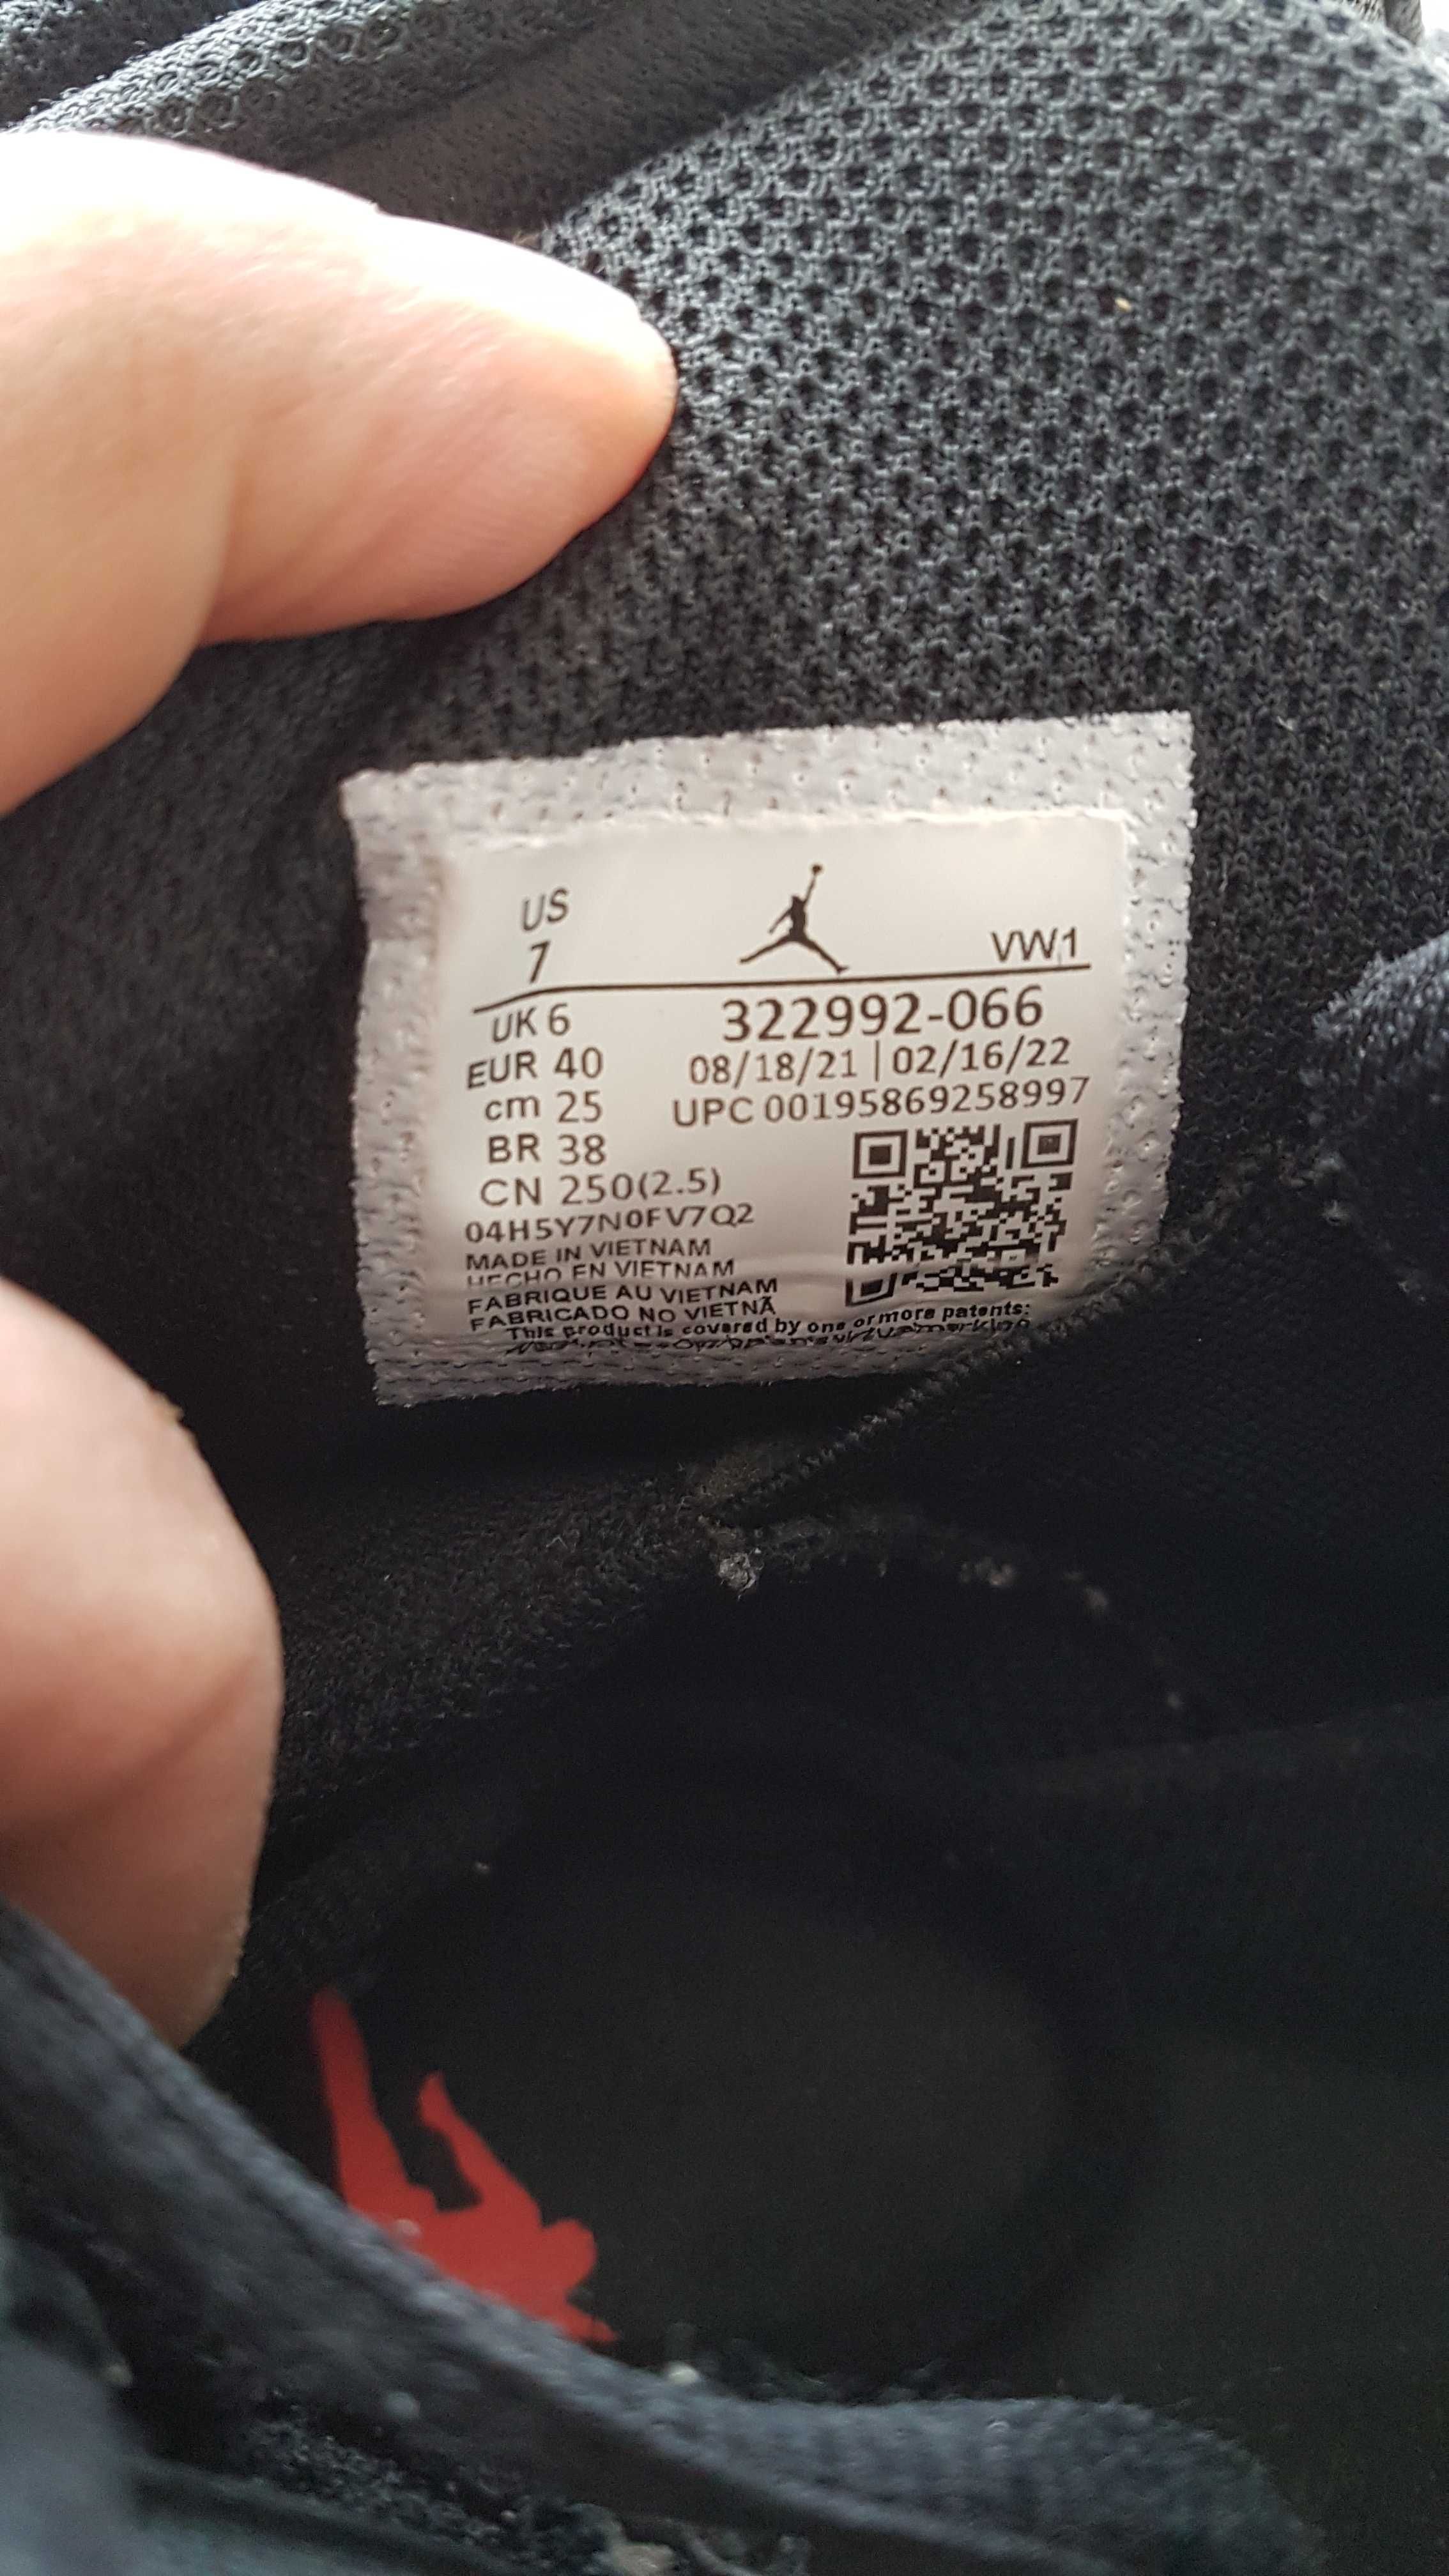 US
7
VW1
UK 6
322992-066
EUR 40
08/18/21 | 02/16/22
cm 25
UPC 00195869258997
BR 38
CN 250(2.5)
04H5Y7N0FV7Q2
MADE IN VIETNAM
HECHO EN VIETNAM
FABRIQUE AU VIETNAM
FABRICADO NO VIETNÃ
This product is covered by one or more patents: